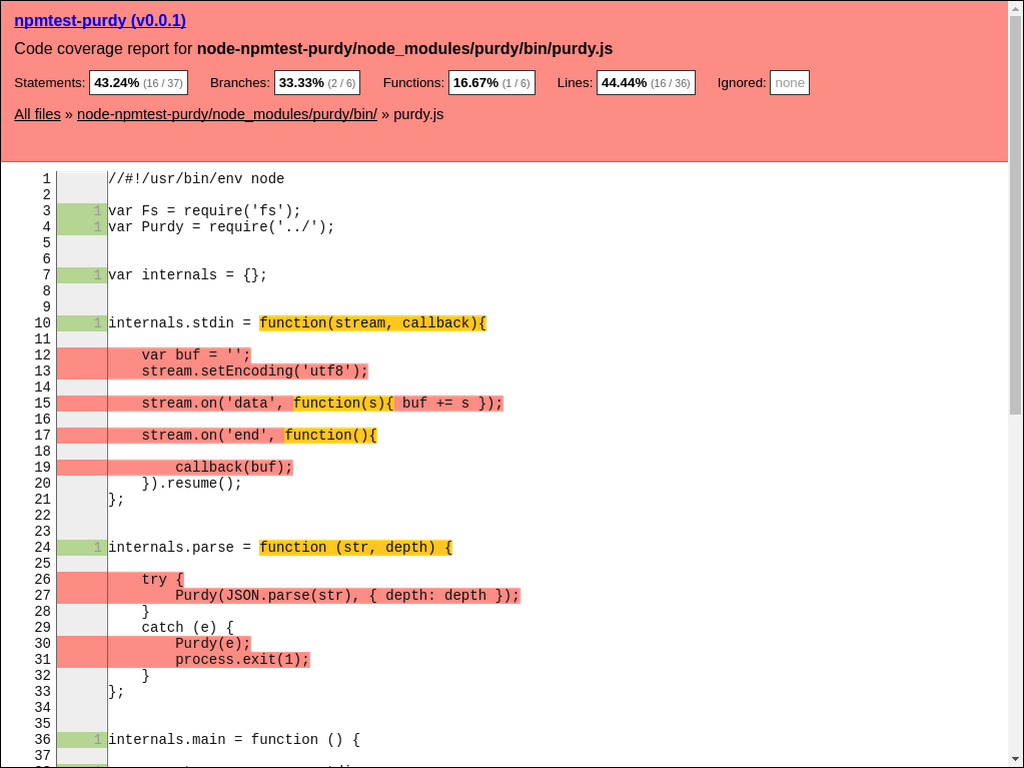 npmtest-purdy (v0.0.1)
Code coverage report for node-npmtest-purdy/node_modules/purdy/bin/purdy.js
Statements: 43.24% (16 / 37) Branches: 33.33% (2 / 6) Functions: 16.67% (1 / 6) Lines: 44.44% (16 / 36) Ignored: none
All files » node-npmtest-purdy/node_modules/purdy/bin/ » purdy.js
1 //#!/usr/bin/env node
2
3 1 var Fs = require('fs');
4 1 var Purdy = require('../');
5
6
7 1 var internals = {};
8
9
10 1 internals.stdin = function(stream, callback){
11
12 var buf = '';
13 stream.setEncoding('utf8');
14
15 stream.on('data', function(s){ buf += s });
16
17 stream.on('end', function(){
18
19 callback(buf);
20 }).resume();
21 };
22
23
24 1 internals.parse = function (str, depth) {
25
26 try {
27 Purdy(JSON.parse(str), { depth: depth });
28 }
29 catch (e) {
30 Purdy(e);
31 process.exit(1);
32 }
33 };
34
35
36 1 internals.main = function () {
37